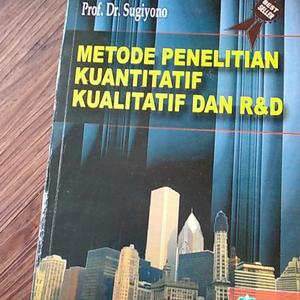 Prof. Dr. Sugiyono
BEST
SELLER
METODE PENELITIAN
KUANTITATIF
KUALITATIF DAN R&D